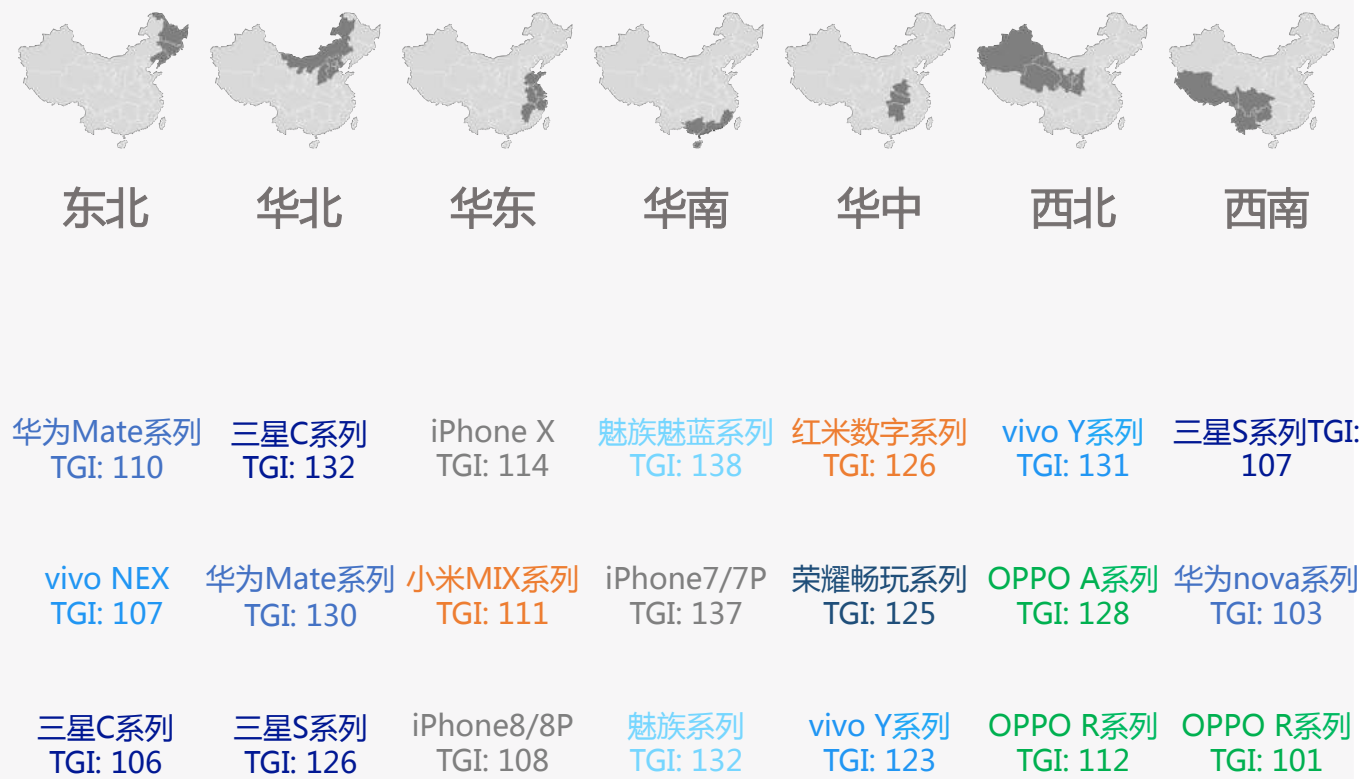 东北 华北 华东 华南 华中 西北 西南
华为Mate系列 三星C系列 iPhone X 魅族魅蓝系列 红米数字系列 vivo Y系列 三星S系列TGI:
TGI: 110 TGI: 132 TGI: 114 TGI: 138 TGI: 126 TGI: 131 107
vivo NEX 华为Mate系列 小米MIX系列 iPhone7/7P 荣耀畅玩系列 OPPO A系列 华为nova系列
TGI: 107 TGI: 130 TGI: 111 TGI: 137 TGI: 125 TGI: 128 TGI: 103
三星C系列 三星S系列 iPhone8/8P 魅族系列 vivo Y系列 OPPO R系列 OPPO R系列
TGI: 106 TGI: 126 TGI: 108 TGI: 132 TGI: 123 TGI: 112 TGI: 101